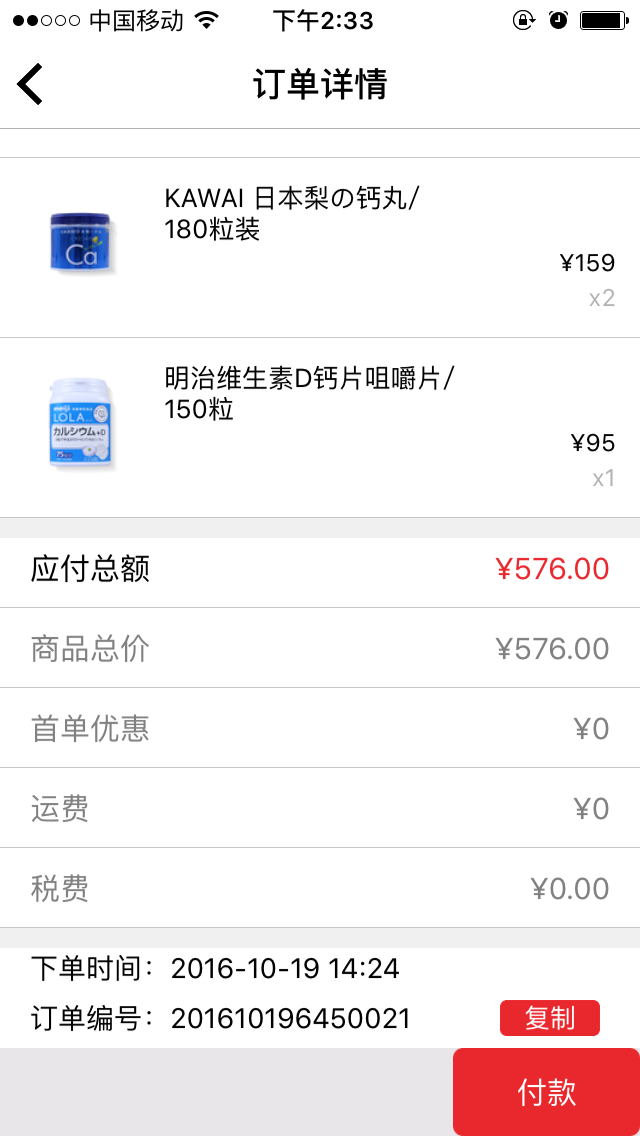 中国移动
下午2:33
订单详情
KAWAI 日本梨の钙丸/
180粒装
¥159
x2
Ca
明治维生素D钙片咀嚼片/
150粒
¥95
x1
LOLA
カルシウム+D
应付总额
¥576.00
商品总价
¥576.00
首单优惠
¥0
运费
¥0
税费
¥0.00
下单时间：2016-10-19 14:24
订单编号：201610196450021
复制
付款